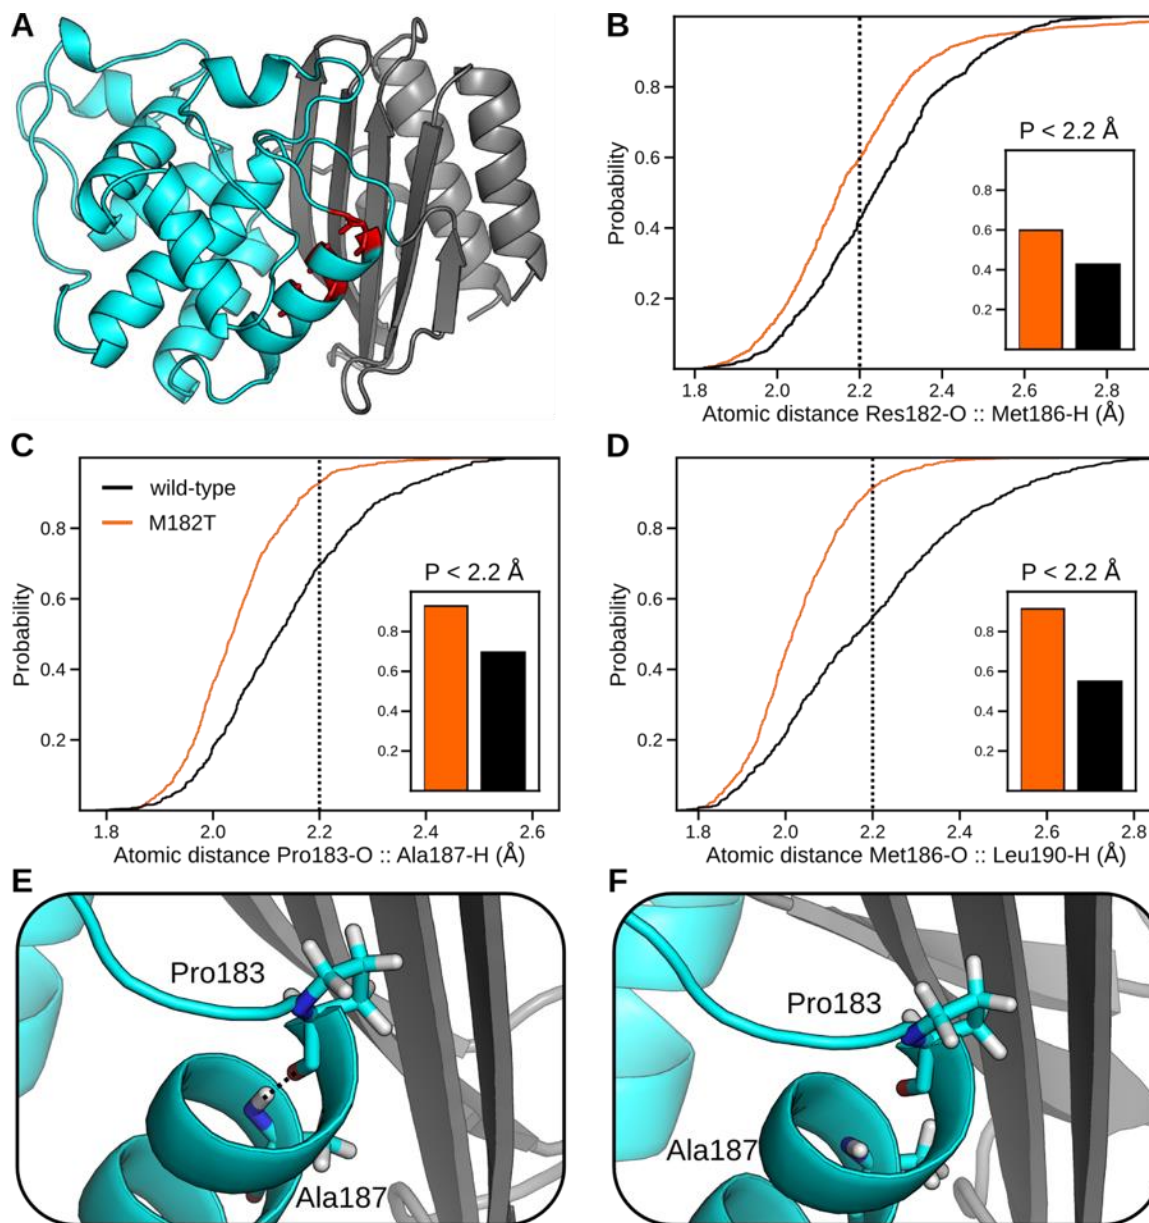 A
B
P < 2.2 Å
0.8
0.6
0.4
0.2
Probability
0.8
0.6
0.4
0.2
1.8 2.0 2.2 2.4 2.6 2.8
Atomic distance Res182-O :: Met186-H (Å)
C
wild-type
M182T
P < 2.2 Å
0.8
0.6
0.4
0.2
Probability
0.8
0.6
0.4
0.2
1.8 2.0 2.2 2.4 2.6
Atomic distance Pro183-O :: Ala187-H (Å)
D
P < 2.2 Å
0.8
0.6
0.4
0.2
Probability
0.8
0.6
0.4
0.2
1.8 2.0 2.2 2.4 2.6 2.8
Atomic distance Met186-O :: Leu190-H (Å)
E
Pro183
Ala187
F
Pro183
Ala187